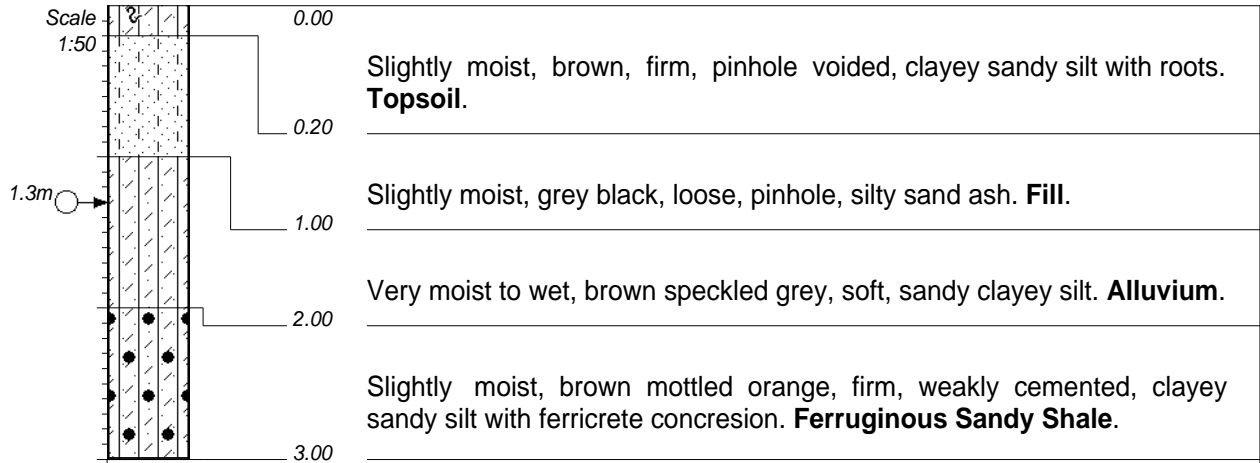 Scale
1:50
0.00
Slightly moist, brown, firm, pinhole voided, clayey sandy silt with roots.
Topsoil.
0.20
1.3m
Slightly moist, grey black, loose, pinhole, silty sand ash. Fill.
1.00
Very moist to wet, brown speckled grey, soft, sandy clayey silt. Alluvium.
2.00
Slightly moist, brown mottled orange, firm, weakly cemented, clayey
sandy silt with ferricrete concresion. Ferruginous Sandy Shale.
3.00